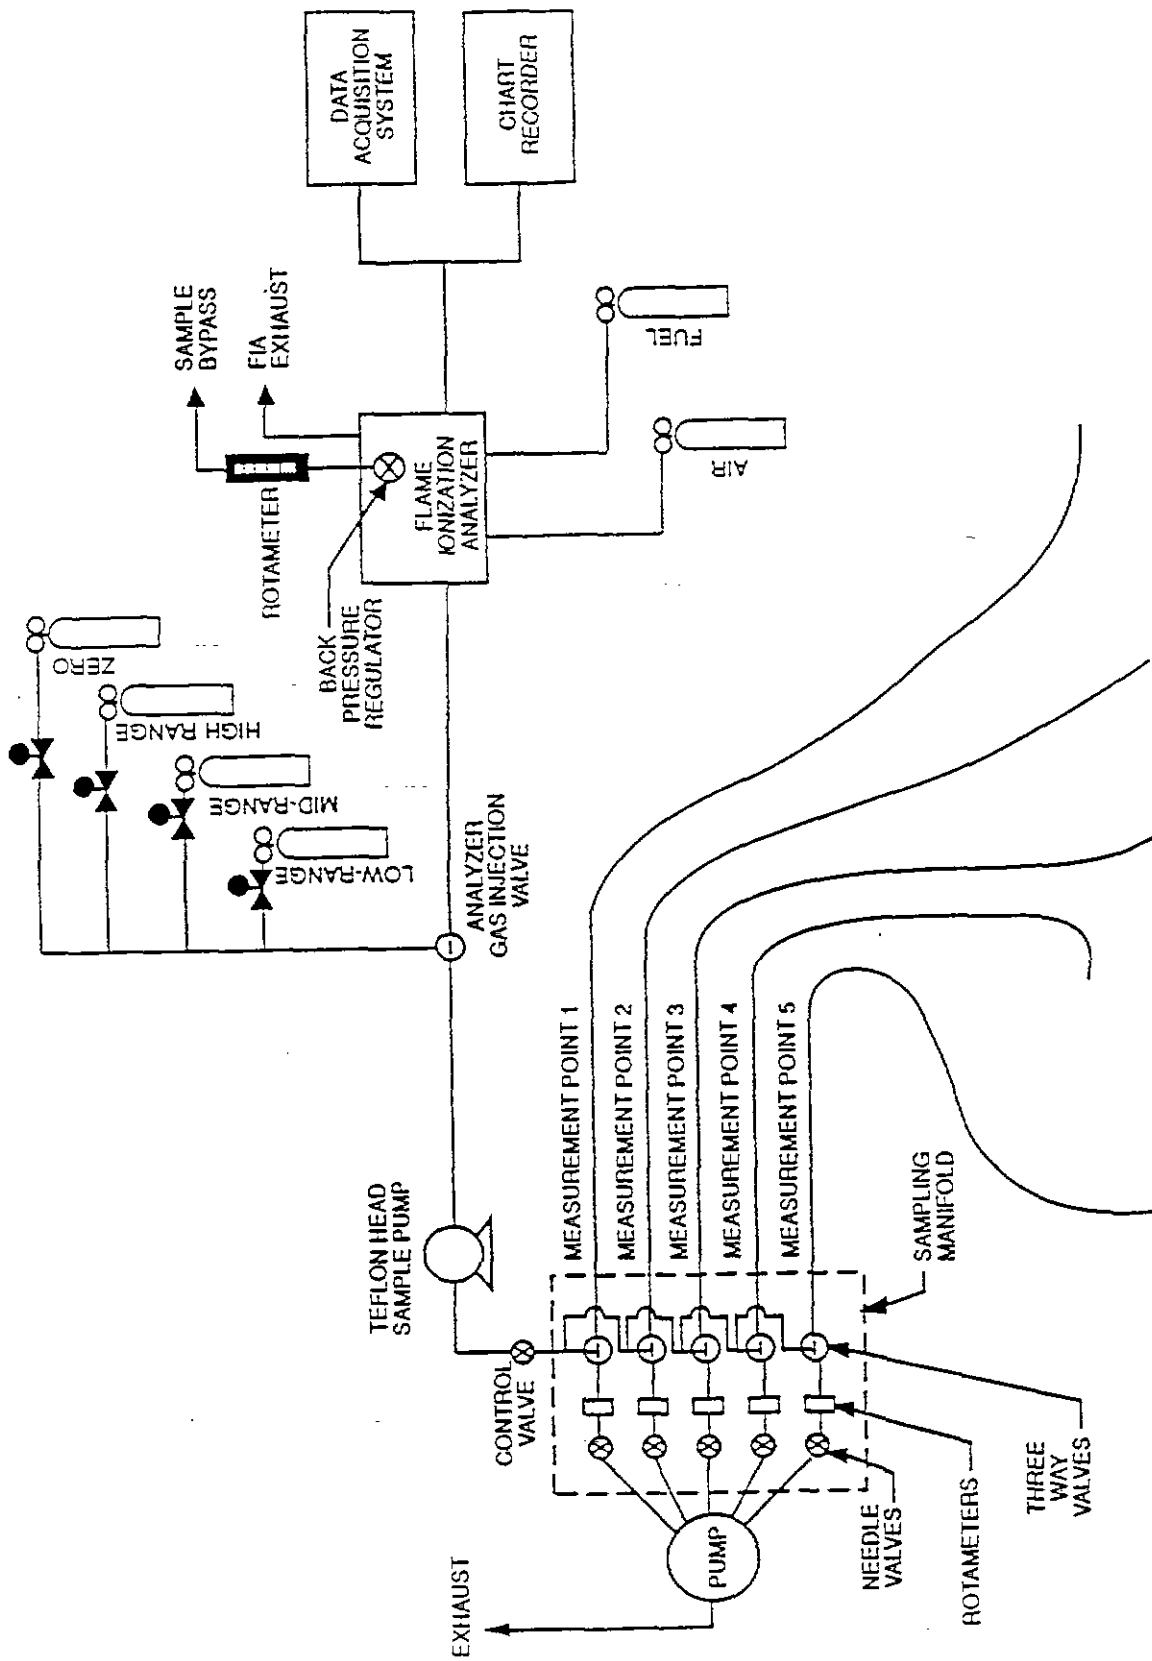 DATA
ACQUISITION
SYSTEM
CHART
RECORDER
SAMPLE
BYPASS
FIA
EXHAUST
ROTAMETER
BACK
PRESSURE
REGULATOR
FLAME
IONIZATION
ANALYZER
FUEL
AIR
ZERO
HIGH RANGE
MID-RANGE
LOW-RANGE
ANALYZER
GAS INJECTION
VALVE
TEFLON HEAD
SAMPLE PUMP
CONTROL
VALVE
MEASUREMENT POINT 1
MEASUREMENT POINT 2
MEASUREMENT POINT 3
MEASUREMENT POINT 4
MEASUREMENT POINT 5
SAMPLING
MANIFOLD
EXHAUST
PUMP
NEEDLE
VALVES
ROTAMETERS
THREE
WAY
VALVES